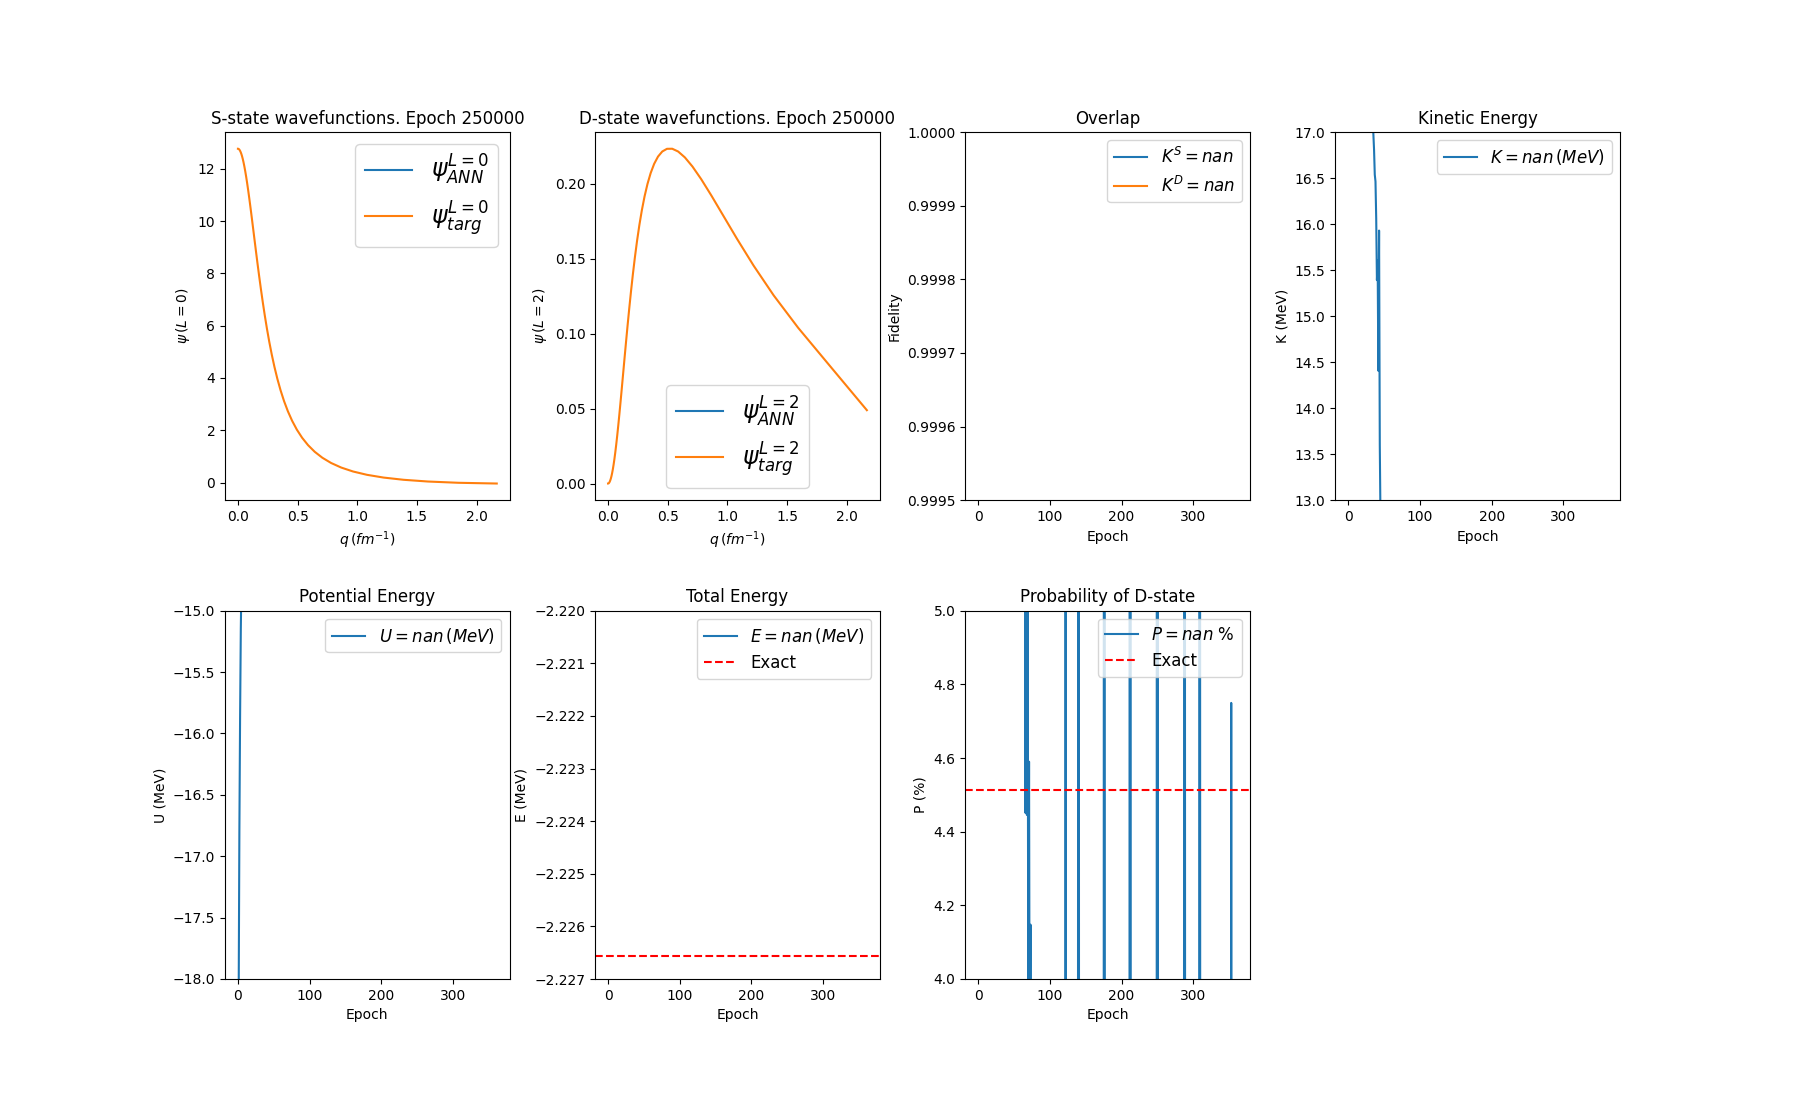 S-state wavefunctions. Epoch 250000
ψ(L = 0)
12
10
8
6
4
2
0
ψ^{L=0}_{ANN}
ψ^{L=0}_{targ}
0.0 0.5 1.0 1.5 2.0
q (fm^{-1})
D-state wavefunctions. Epoch 250000
ψ(L = 2)
0.20
0.15
0.10
0.05
0.00
ψ^{L=2}_{ANN}
ψ^{L=2}_{targ}
0.0 0.5 1.0 1.5 2.0
q (fm^{-1})
Overlap
Fidelity
1.0000
0.9999
0.9998
0.9997
0.9996
0.9995
K^S = nan
K^D = nan
0 100 200 300
Epoch
Kinetic Energy
K (MeV)
17.0
16.5
16.0
15.5
15.0
14.5
14.0
13.5
13.0
K = nan (MeV)
0 100 200 300
Epoch
Potential Energy
U (MeV)
−15.0
−15.5
−16.0
−16.5
−17.0
−17.5
−18.0
U = nan (MeV)
0 100 200 300
Epoch
Total Energy
E (MeV)
−2.220
−2.221
−2.222
−2.223
−2.224
−2.225
−2.226
−2.227
E = nan (MeV)
Exact
0 100 200 300
Epoch
Probability of D-state
P (%)
5.0
4.8
4.6
4.4
4.2
4.0
P = nan %
Exact
0 100 200 300
Epoch